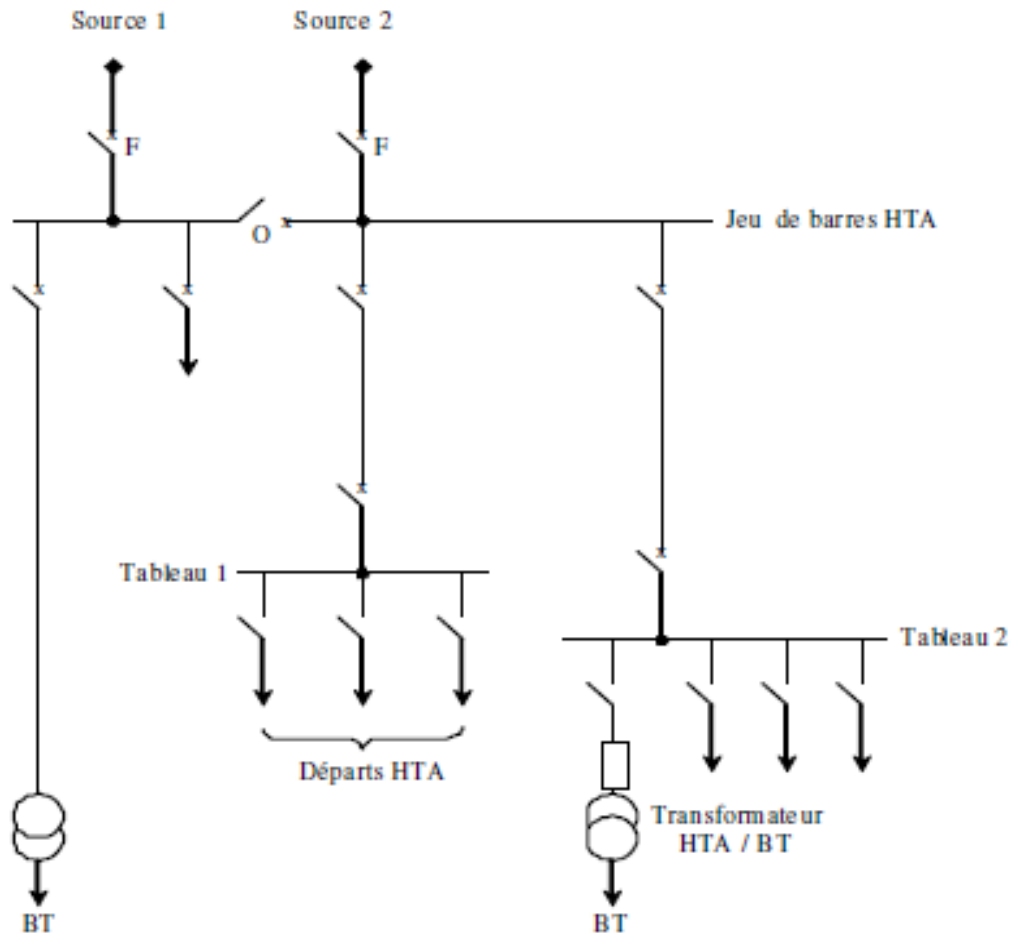 Source 1
Source 2
F
F
O
Jeu de barres HTA
Tableau 1
Tableau 2
Départs HTA
Transformateur
HTA / BT
BT
BT